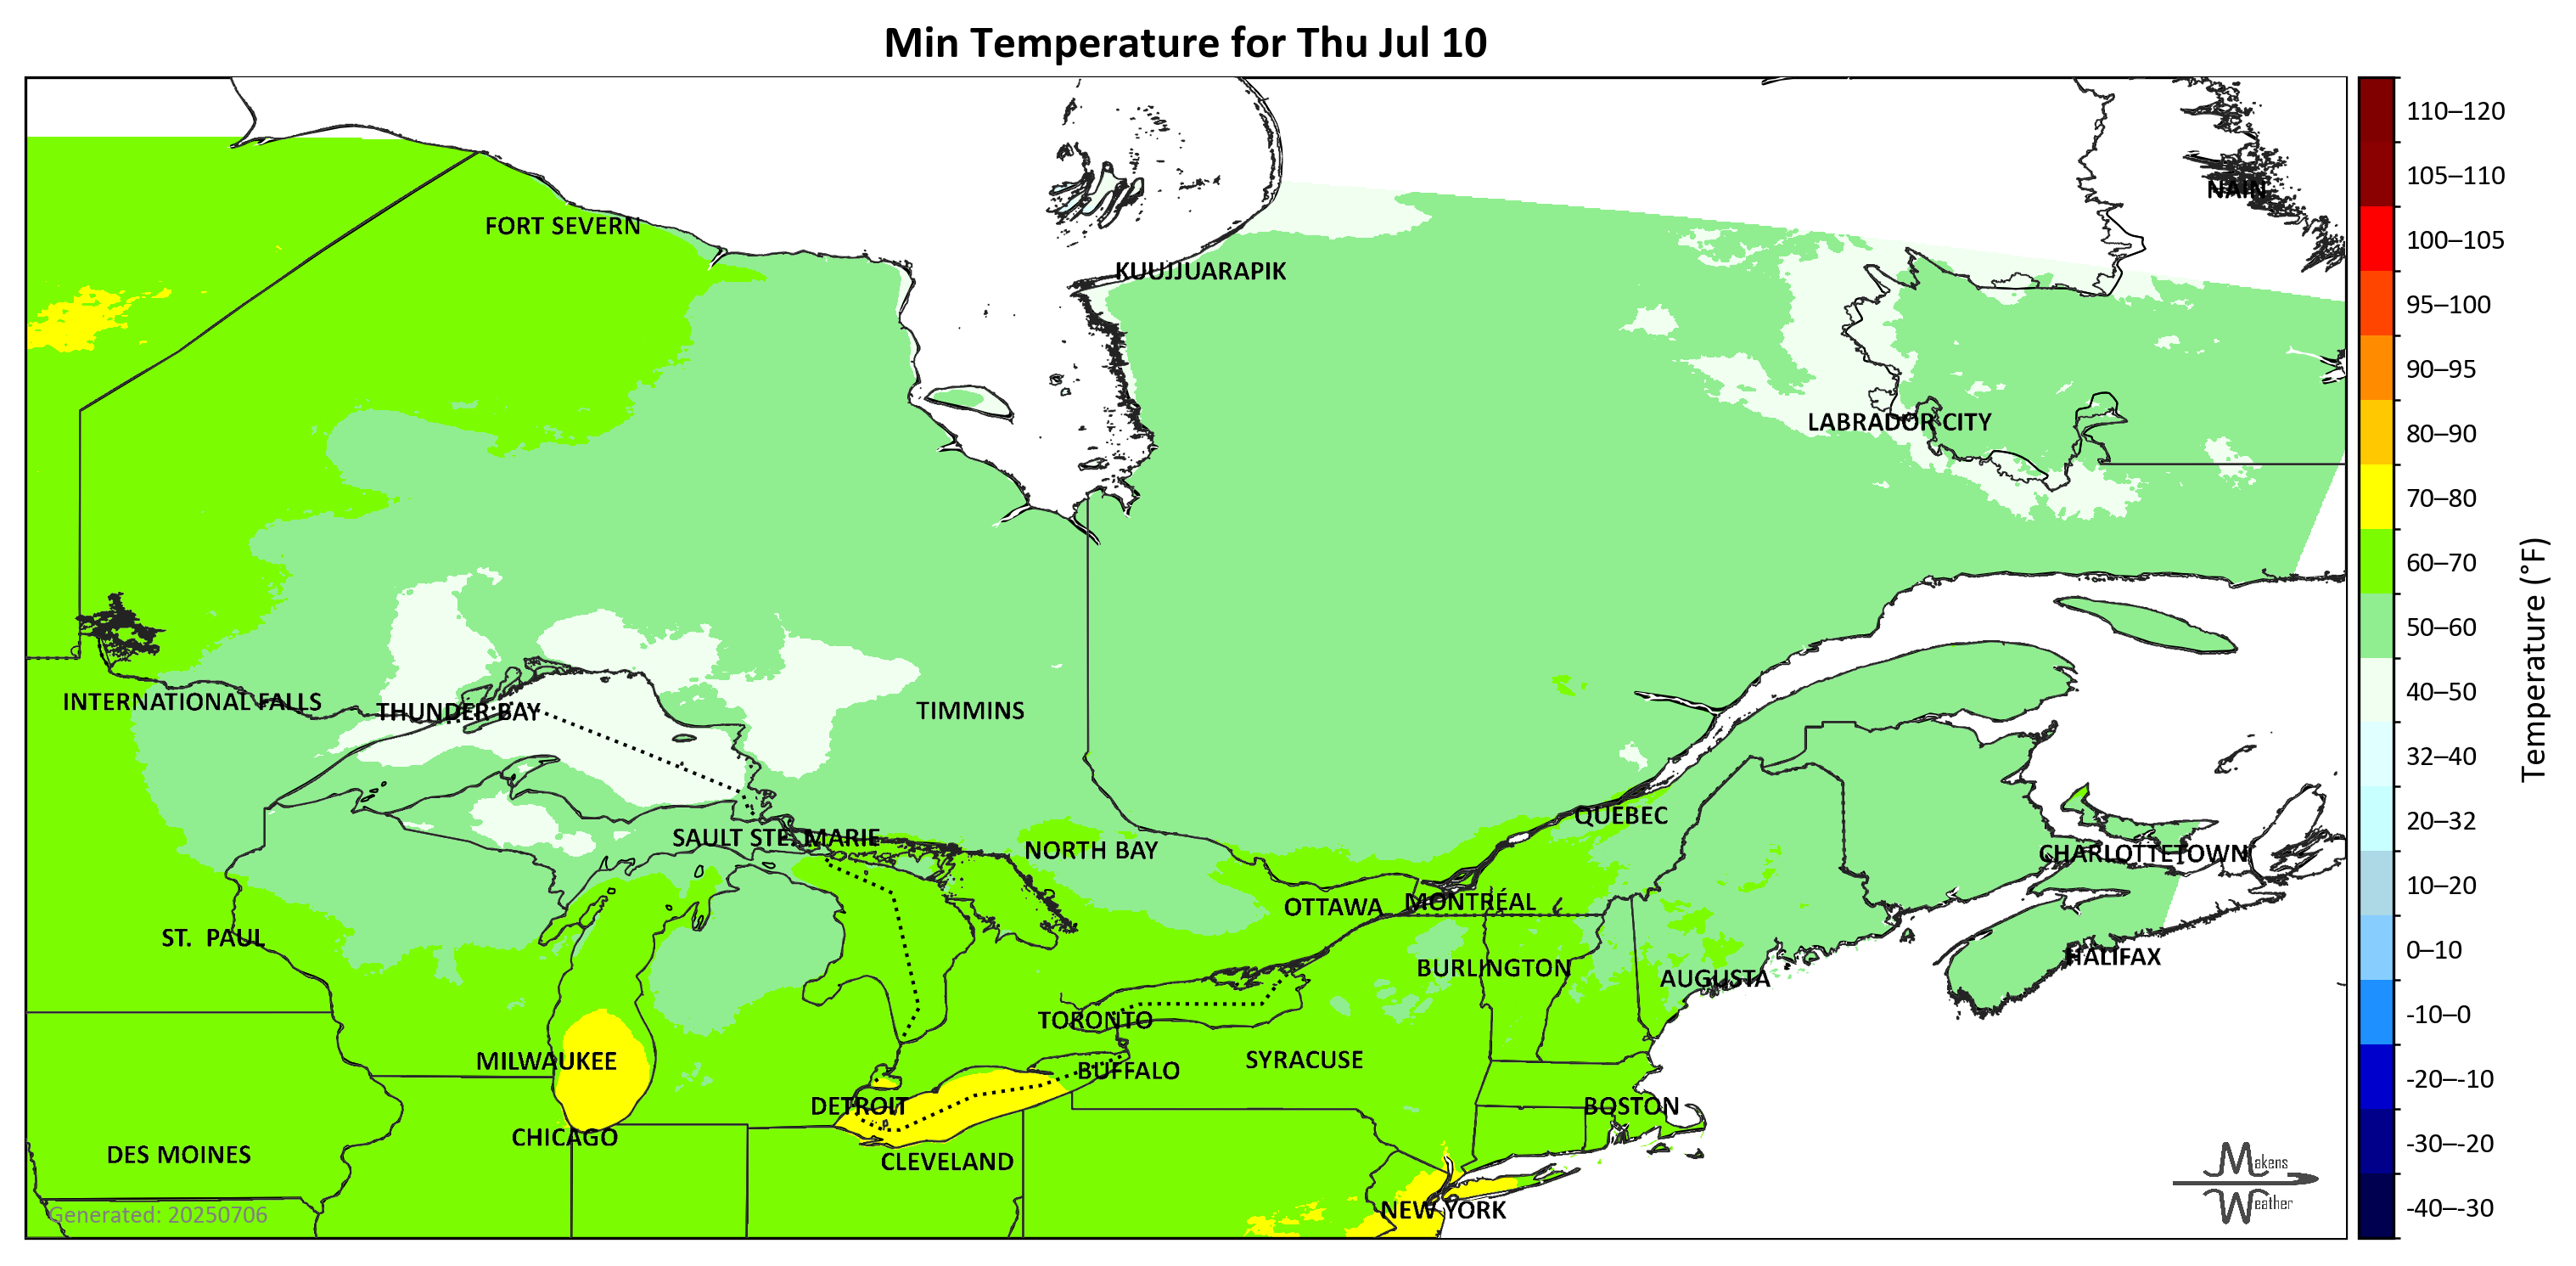 Min Temperature for Thu Jul 10
NAIN
FORT SEVERN
KUUJJUARAPIK
LABRADOR CITY
INTERNATIONAL FALLS
THUNDER BAY
TIMMINS
QUÉBEC
SAULT STE. MARIE
NORTH BAY
CHARLOTTETOWN
OTTAWA
MONTRÉAL
ST. PAUL
BURLINGTON
AUGUSTA
HALIFAX
TORONTO
MILWAUKEE
BUFFALO
SYRACUSE
DETROIT
BOSTON
CHICAGO
DES MOINES
CLEVELAND
NEW YORK
Generated: 20250706
Makens
Weather
110–120
105–110
100–105
95–100
90–95
80–90
70–80
60–70
50–60
40–50
32–40
20–32
10–20
0–10
-10–0
-20–-10
-30–-20
-40–-30
Temperature (°F)